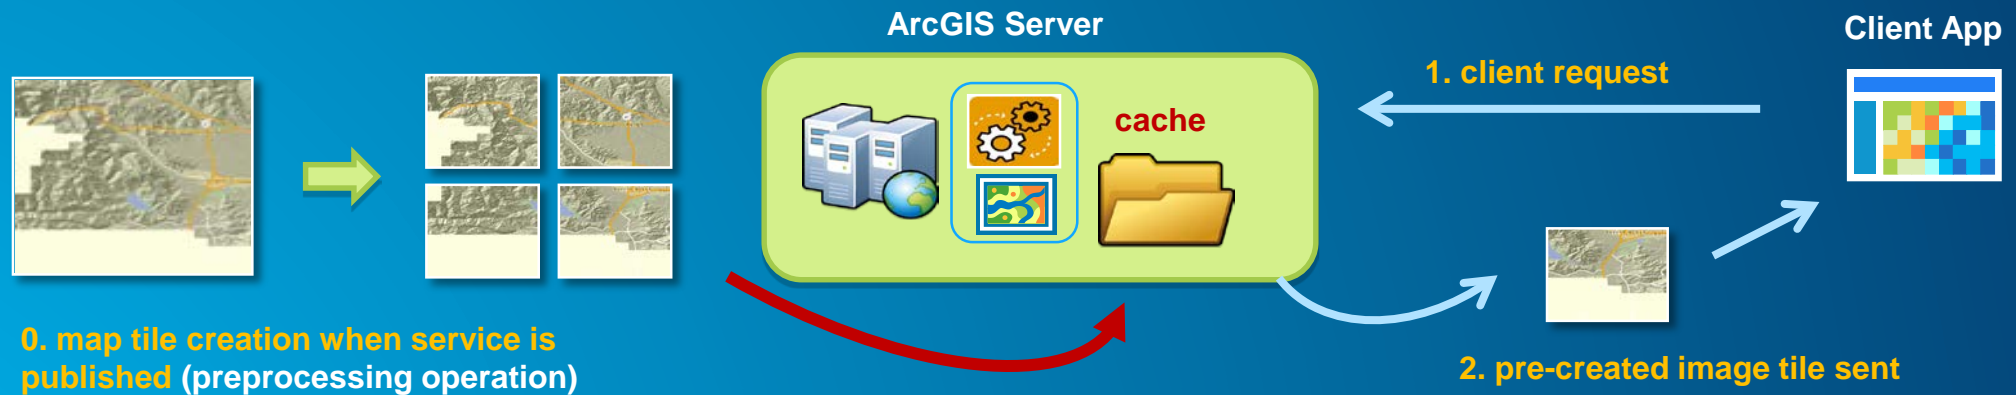 ArcGIS Server
Client App
1. client request
cache
0. map tile creation when service is
published (preprocessing operation)
2. pre-created image tile sent